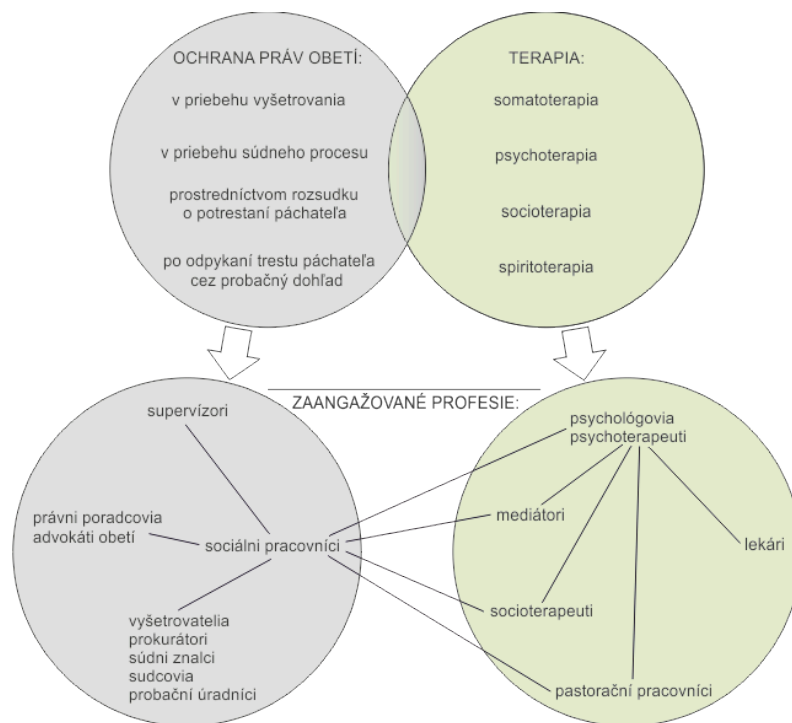 OCHRANA PRÁV OBETÍ:
v priebehu vyšetrovania
v priebehu súdneho procesu
prostredníctvom rozsudku
o potrestaní páchateľa
po odpykaní trestu páchateľa
cez probačný dohľad
TERAPIA:
somatoterapia
psychoterapia
socioterapia
spiritoterapia
ZAANGAŽOVANÉ PROFESIE:
supervízori
právni poradcovia
advokáti obetí
sociálni pracovníci
vyšetrovatelia
prokurátori
súdni znalci
sudcovia
probační úradníci
psychológovia
psychoterapeuti
mediátori
lekári
socioterapeuti
pastorační pracovníci